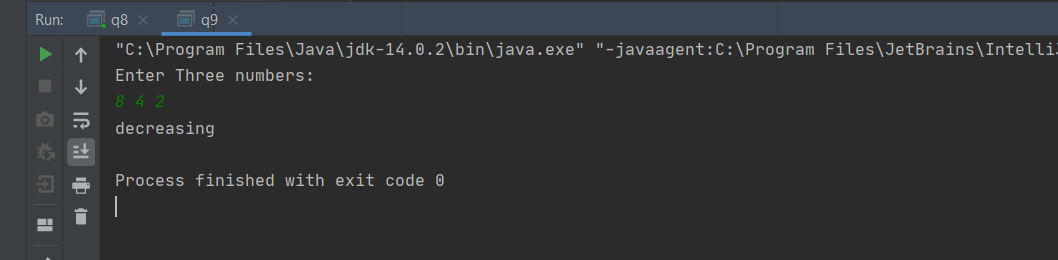 Run: q8 × q9 ×
"C:\Program Files\Java\jdk-14.0.2\bin\java.exe" "-javaagent:C:\Program Files\JetBrains\IntelliJ
Enter Three numbers:
8 4 2
decreasing
Process finished with exit code 0